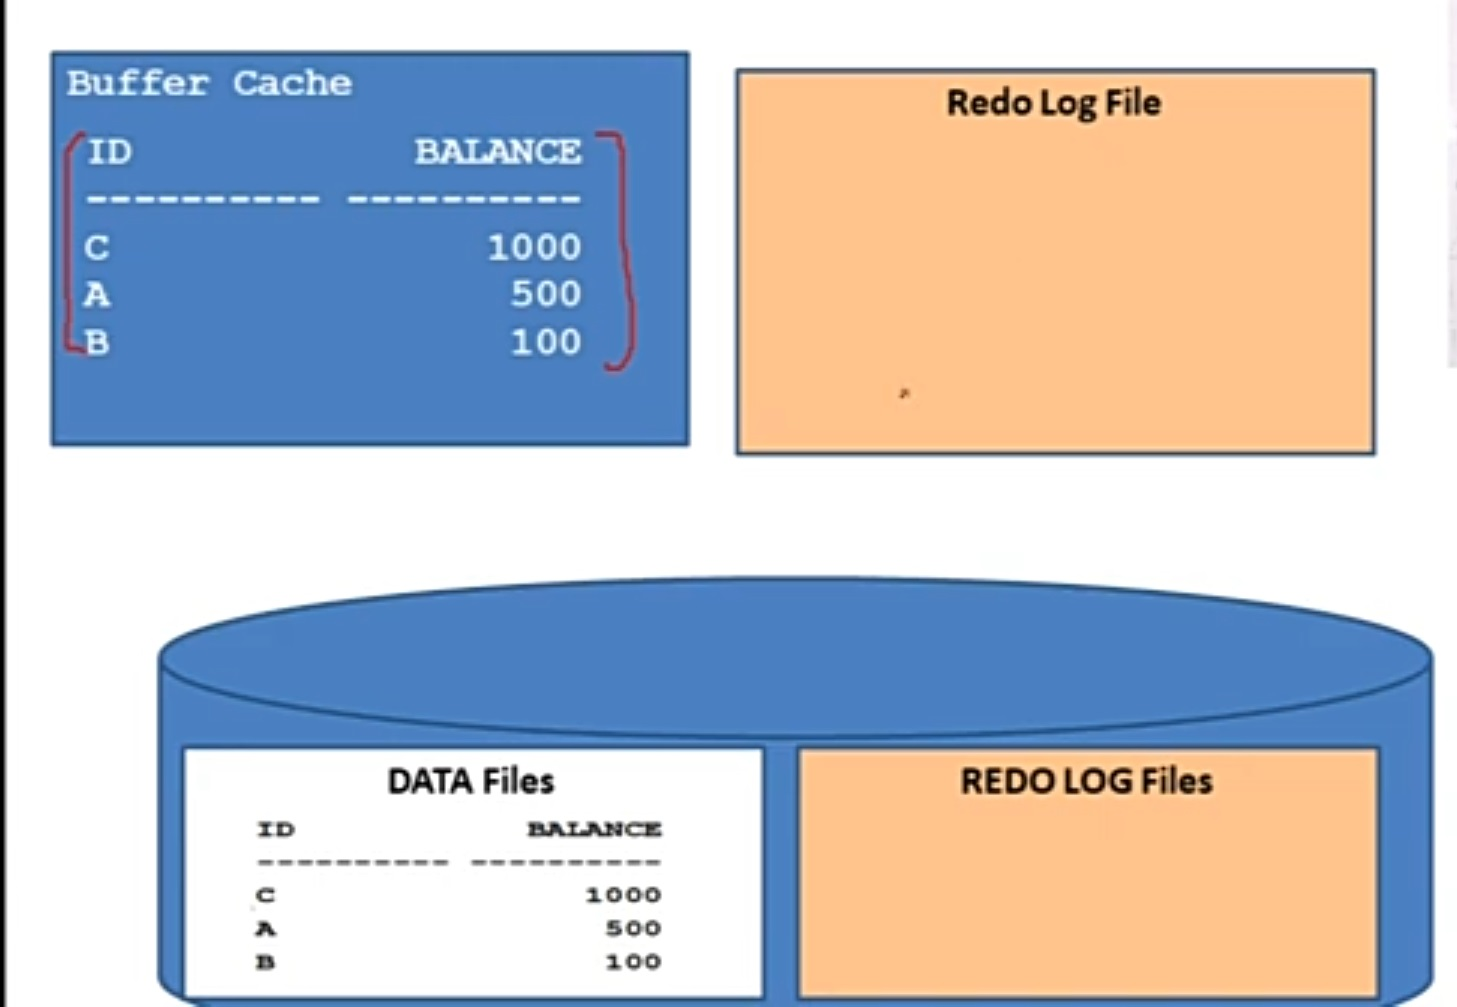 Buffer Cache
ID BALANCE
---------- ----------
C 1000
A 500
B 100
Redo Log File
DATA Files
ID BALANCE
---------- ----------
C 1000
A 500
B 100
REDO LOG Files